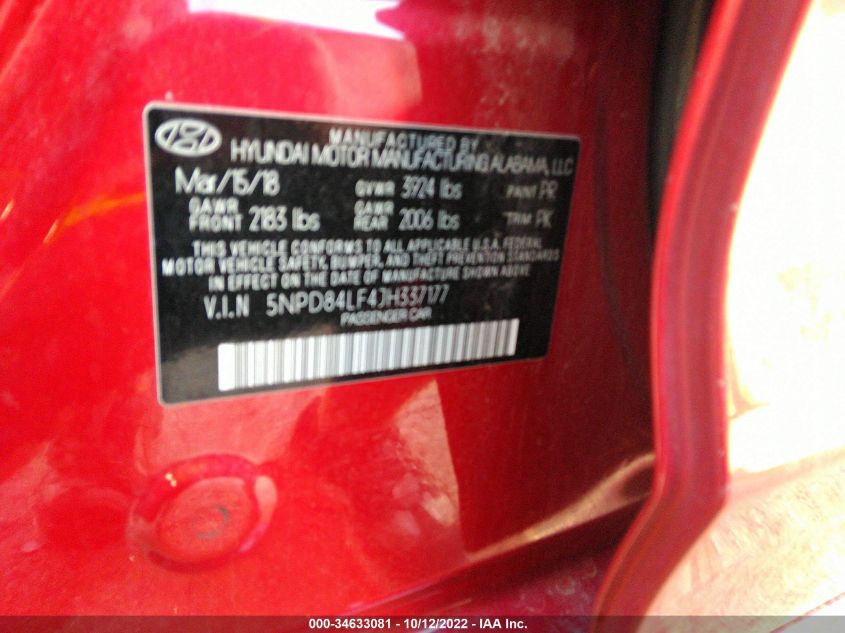 MANUFACTURED BY
HYUNDAI MOTOR MANUFACTURING ALABAMA, LLC
Mar/15/18 GVWR 3924 lbs PAINT PR
GAWR FRONT 2183 lbs GAWR REAR 2006 lbs TRIM PK
THIS VEHICLE CONFORMS TO ALL APPLICABLE U.S.A. FEDERAL
MOTOR VEHICLE SAFETY, BUMPER, AND THEFT PREVENTION STANDARDS
IN EFFECT ON THE DATE OF MANUFACTURE SHOWN ABOVE.
V.I.N 5NPD84LF4JH337177
PASSENGER CAR
000-34633081 - 10/12/2022 - IAA Inc.